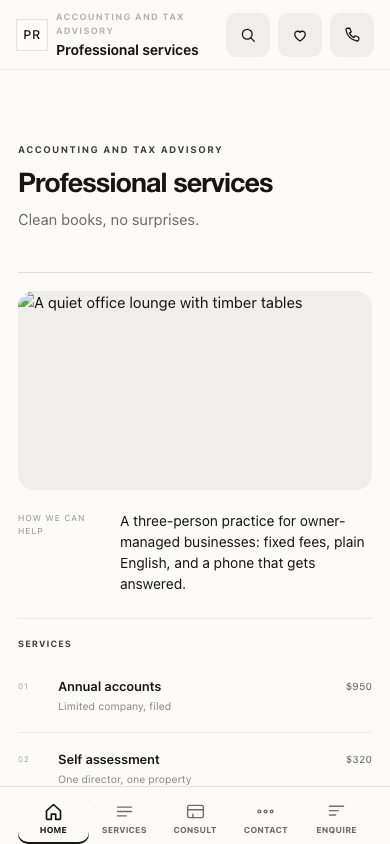 PR
ACCOUNTING AND TAX
ADVISORY
Professional services
ACCOUNTING AND TAX ADVISORY
Professional services
Clean books, no surprises.
A quiet office lounge with timber tables
HOW WE CAN
HELP
A three-person practice for owner-
managed businesses: fixed fees, plain
English, and a phone that gets
answered.
SERVICES
01 Annual accounts $950
Limited company, filed
02 Self assessment $320
One director, one property
HOME SERVICES CONSULT CONTACT ENQUIRE